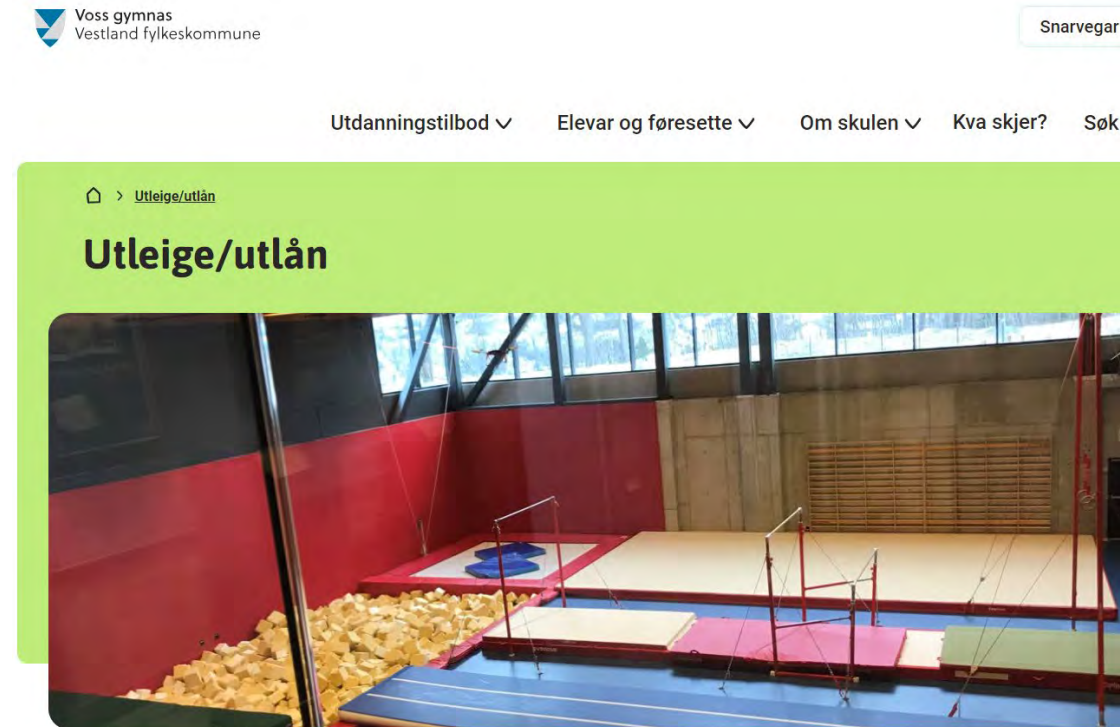 Voss gymnas
Vestland fylkeskommune
Snarvegar
Utdanningstilbod Elevar og føresette Om skulen Kva skjer? Søk
Utleige/utlån
Utleige/utlån